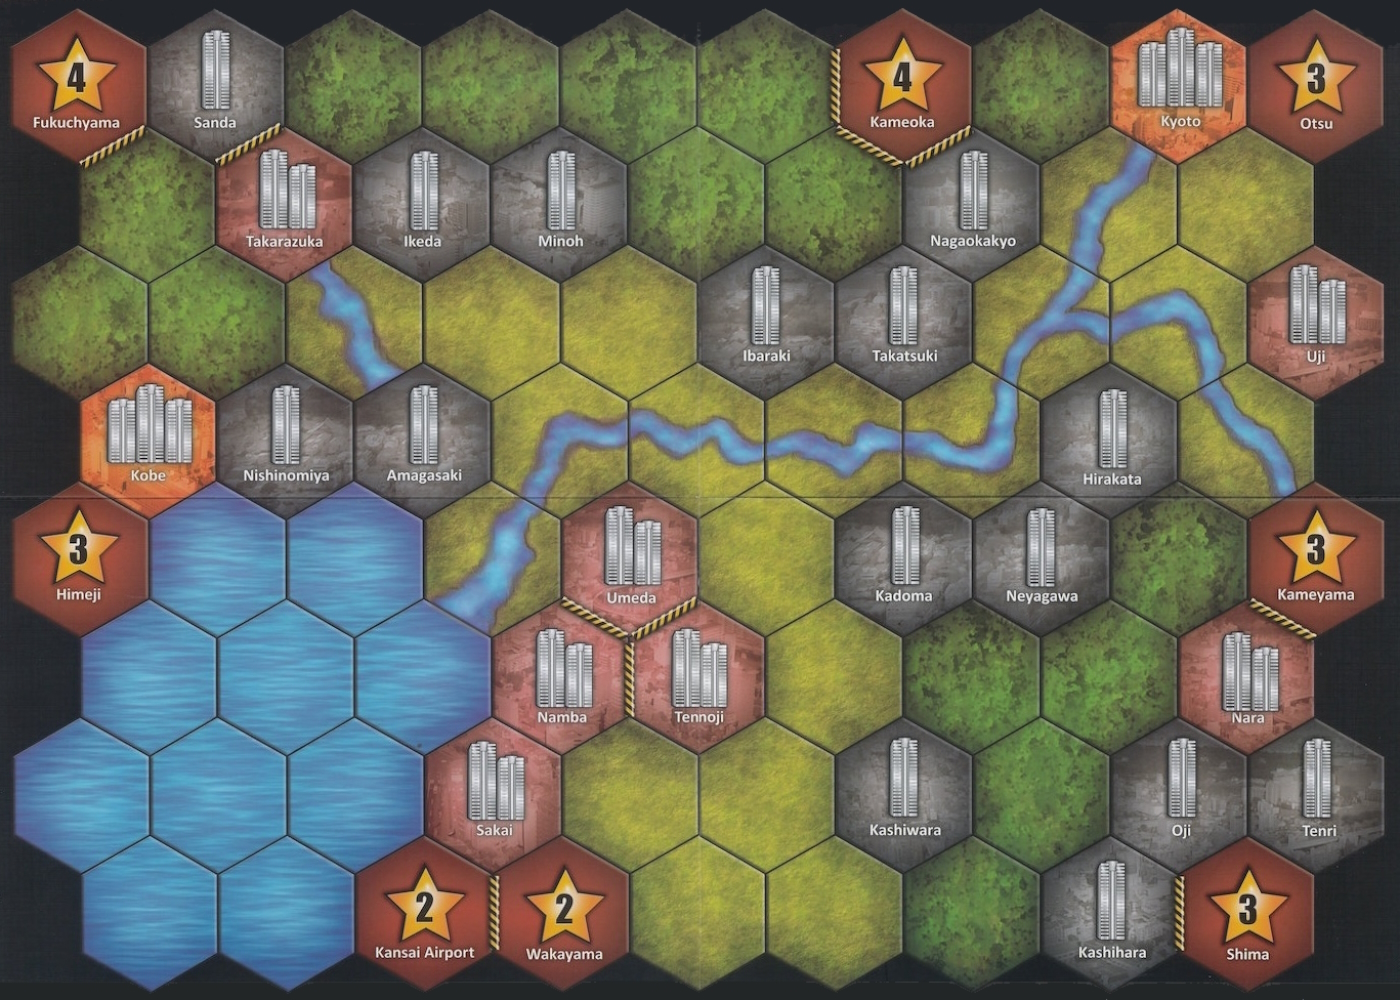 4
Fukuchyama
Sanda
4
Kameoka
Kyoto
3
Otsu
Takarazuka
Ikeda
Minoh
Nagaokakyo
Ibaraki
Takatsuki
Uji
Kobe
Nishinomiya
Amagasaki
Hirakata
3
Himeji
Umeda
Kadoma
Neyagawa
3
Kameyama
Namba
Tennoji
Nara
Sakai
Kashiwara
Oji
Tenri
2
Kansai Airport
2
Wakayama
Kashihara
3
Shima